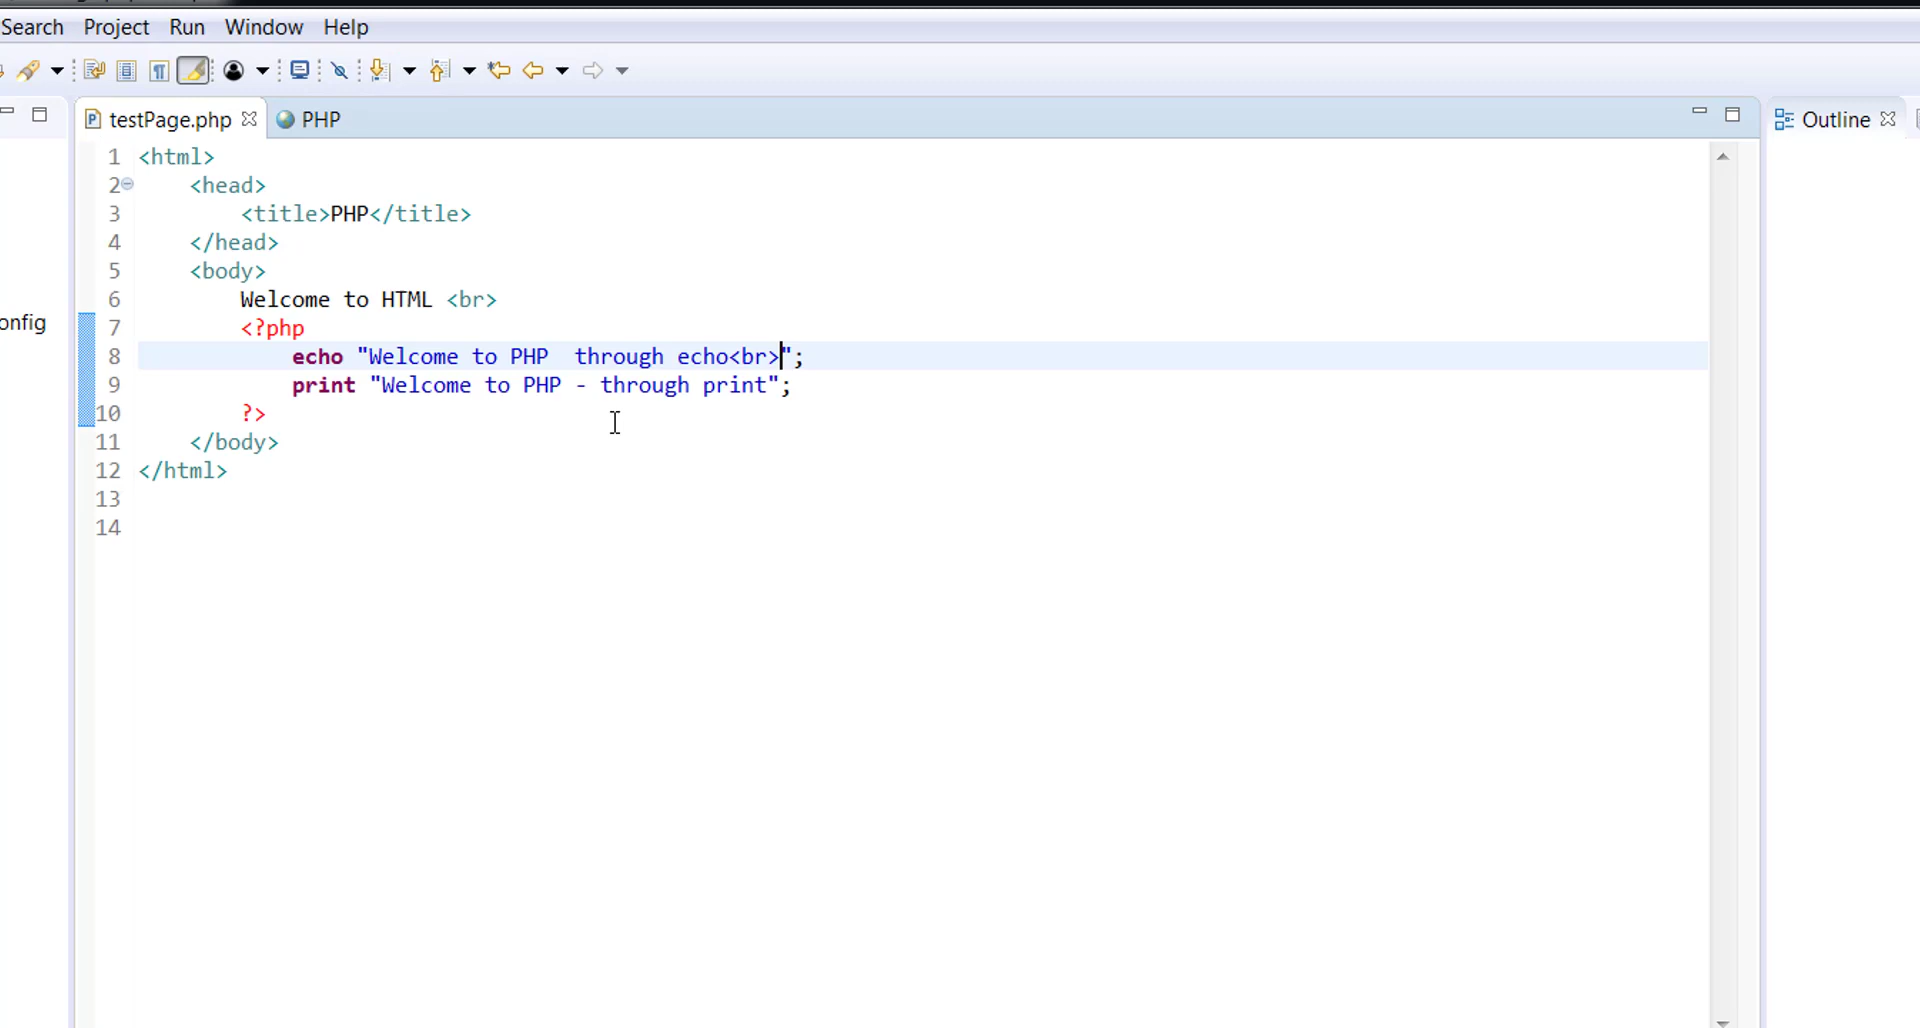 Search Project Run Window Help
testPage.php PHP Outline
onfig
1 <html>
2 <head>
3 <title>PHP</title>
4 </head>
5 <body>
6 Welcome to HTML <br>
7 <?php
8 echo "Welcome to PHP  through echo<br>";
9 print "Welcome to PHP - through print";
10 ?>
11 </body>
12 </html>
13
14